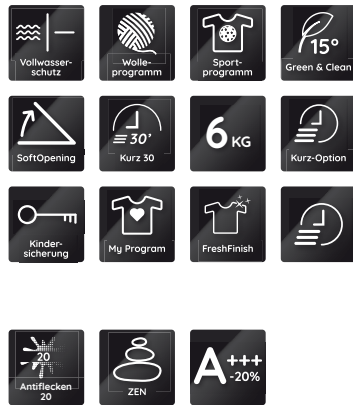 Vollwasser-
schutz
Wolle-
programm
Sport-
programm
15°
Green & Clean
SoftOpening
30’
Kurz 30
6 KG
Kurz-Option
Kinder-
sicherung
My Program
FreshFinish
20
Antiflecken
20
ZEN
A+++
-20%